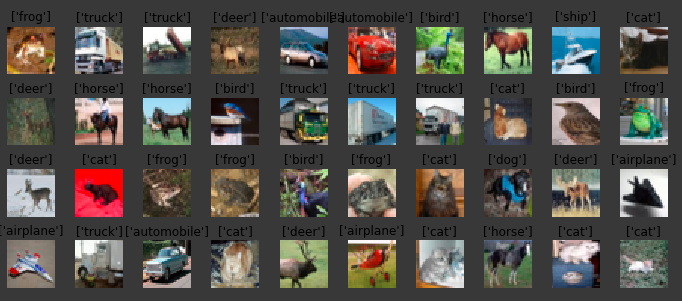 ['frog'] ['truck'] ['truck'] ['deer'] ['automobile'] ['automobile'] ['bird'] ['horse'] ['ship'] ['cat']
['deer'] ['horse'] ['horse'] ['bird'] ['truck'] ['truck'] ['truck'] ['cat'] ['bird'] ['frog']
['deer'] ['cat'] ['frog'] ['frog'] ['bird'] ['frog'] ['cat'] ['dog'] ['deer'] ['airplane']
['airplane'] ['truck'] ['automobile'] ['cat'] ['deer'] ['airplane'] ['cat'] ['horse'] ['cat'] ['cat']